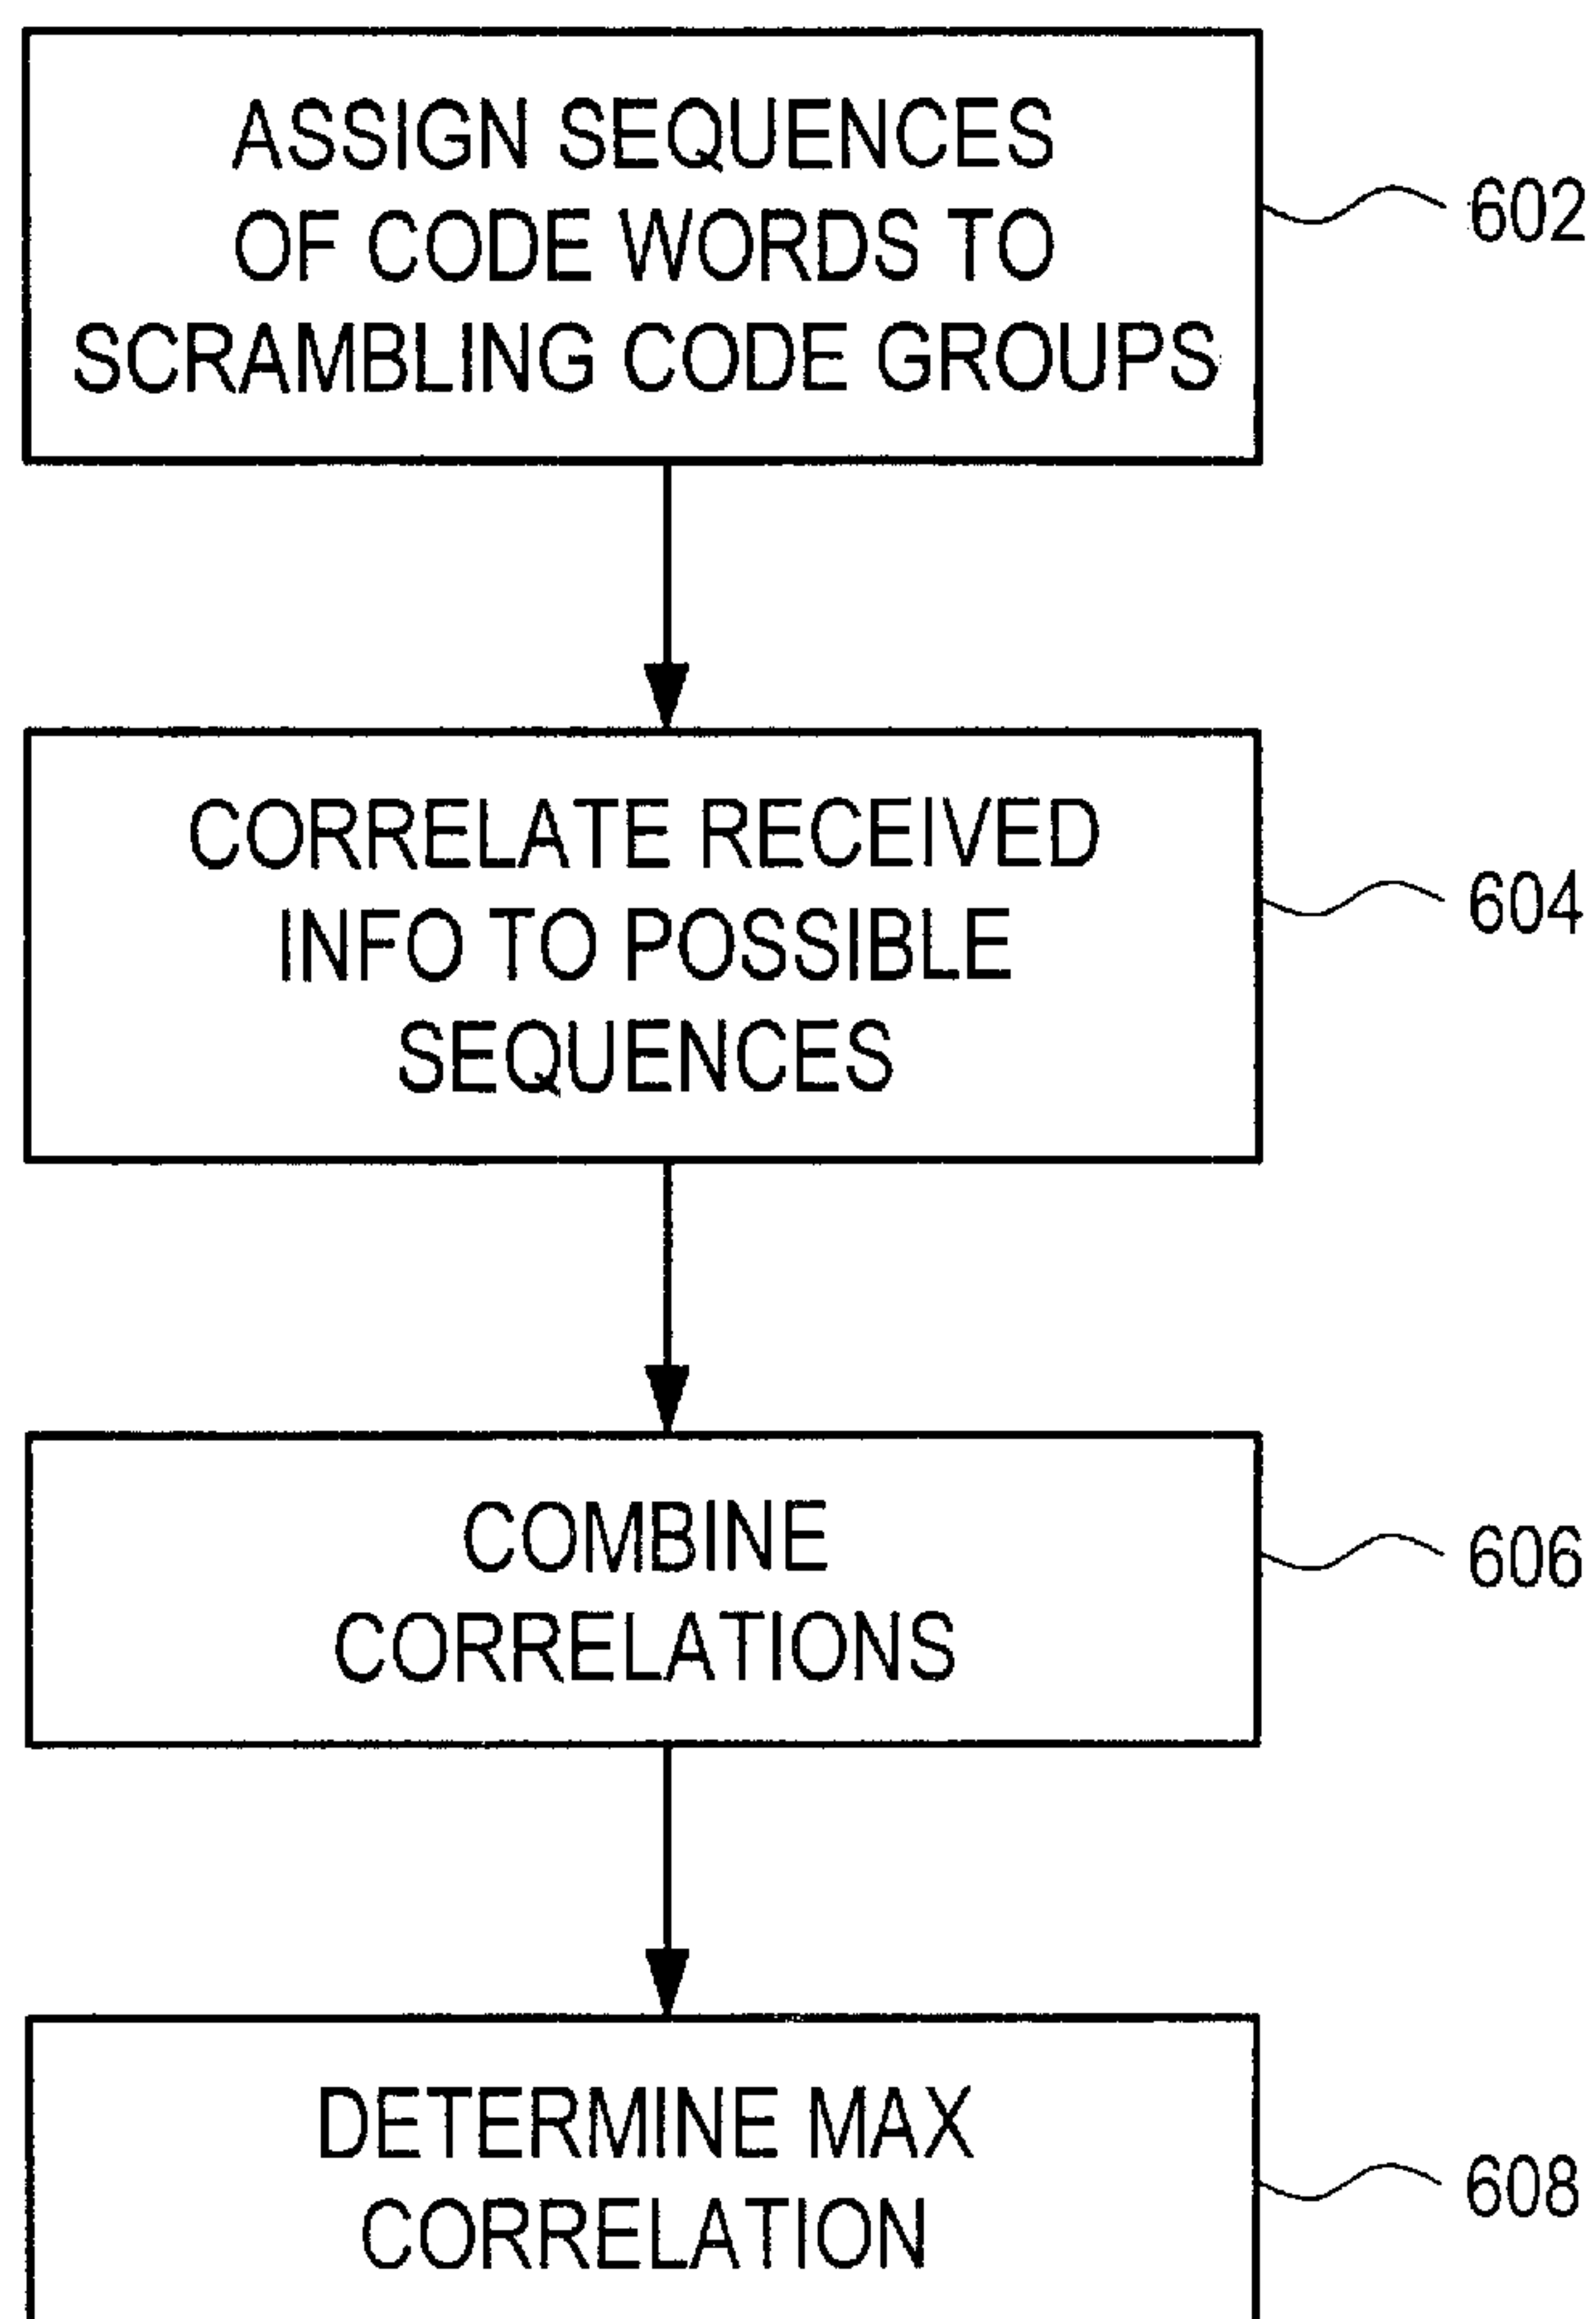 ASSIGN SEQUENCES
OF CODE WORDS TO
SCRAMBLING CODE GROUPS
602
CORRELATE RECEIVED
INFO TO POSSIBLE
SEQUENCES
604
COMBINE
CORRELATIONS
606
DETERMINE MAX
CORRELATION
608